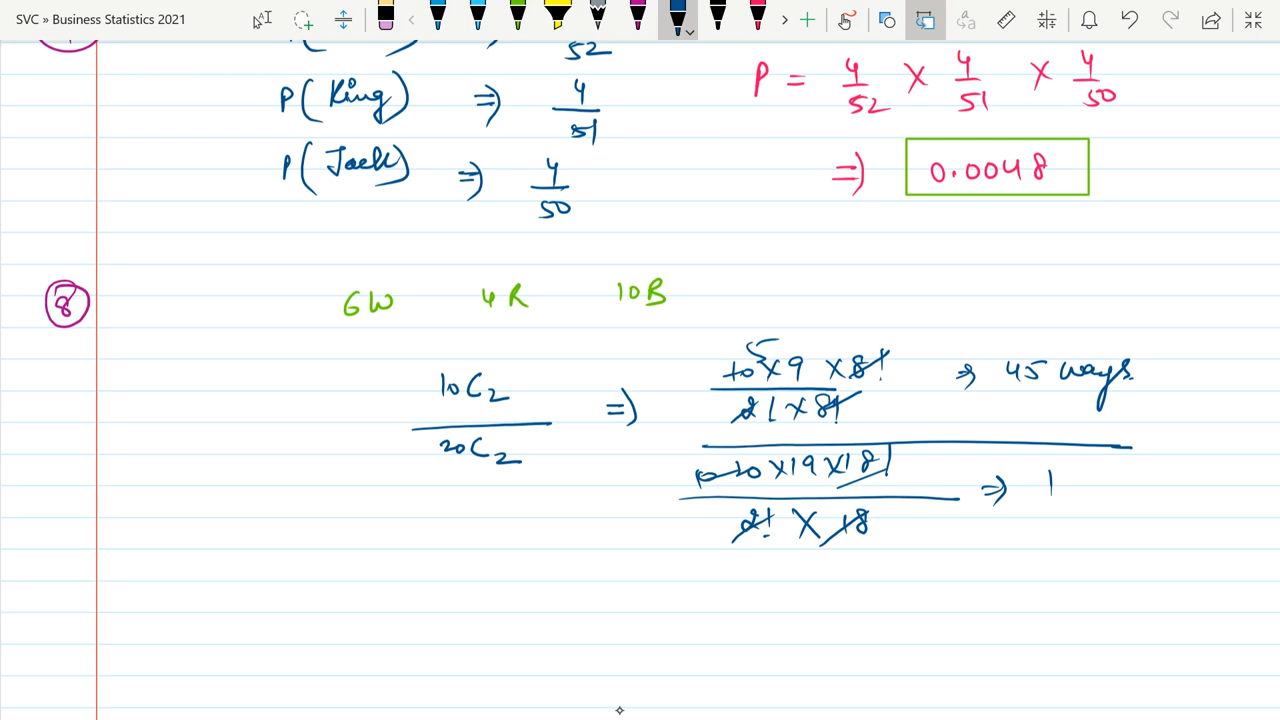 SVC » Business Statistics 2021
52
P( King ) ⇒ 4/51
P( Jack ) ⇒ 4/50
P = 4/52 X 4/51 X 4/50
⇒ 0.0048
8
6W 4R 10B
10C2 / 20C2 ⇒
5
10 X 9 X 8! / 2! X 8! ⇒ 45 ways.
10 20 X 19 X 18! / 2! X 18 ⇒ 1